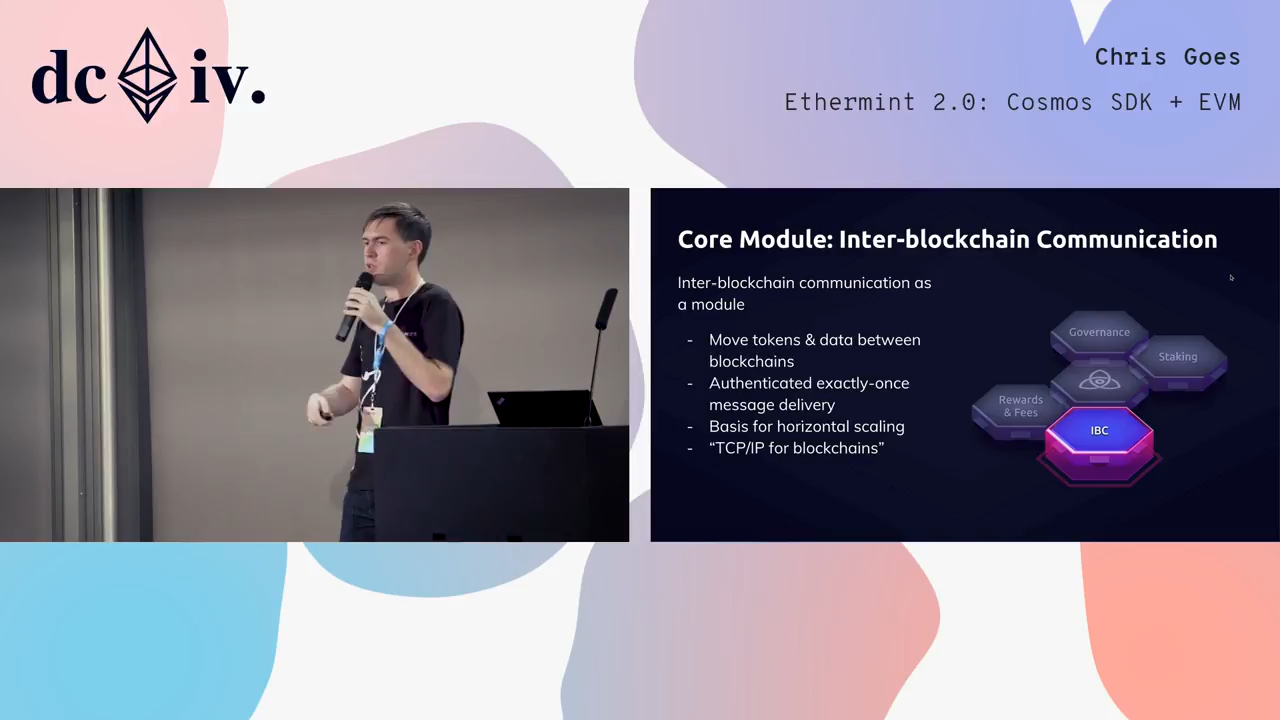 dc iv.
Chris Goes
Ethermint 2.0: Cosmos SDK + EVM
Core Module: Inter-blockchain Communication
Inter-blockchain communication as
a module
- Move tokens & data between
blockchains
- Authenticated exactly-once
message delivery
- Basis for horizontal scaling
- “TCP/IP for blockchains”
Governance
Staking
Rewards
& Fees
IBC